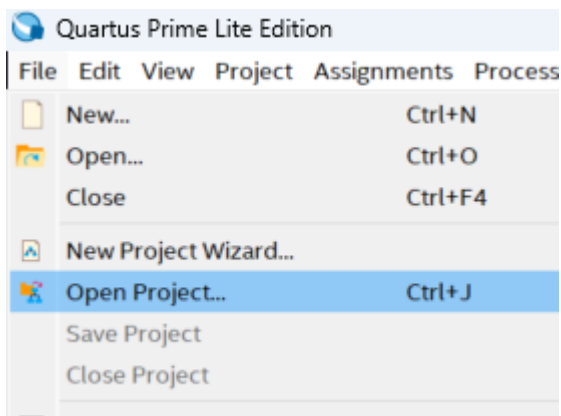 Quartus Prime Lite Edition
File Edit View Project Assignments Process
New... Ctrl+N
Open... Ctrl+O
Close Ctrl+F4
New Project Wizard...
Open Project... Ctrl+J
Save Project
Close Project